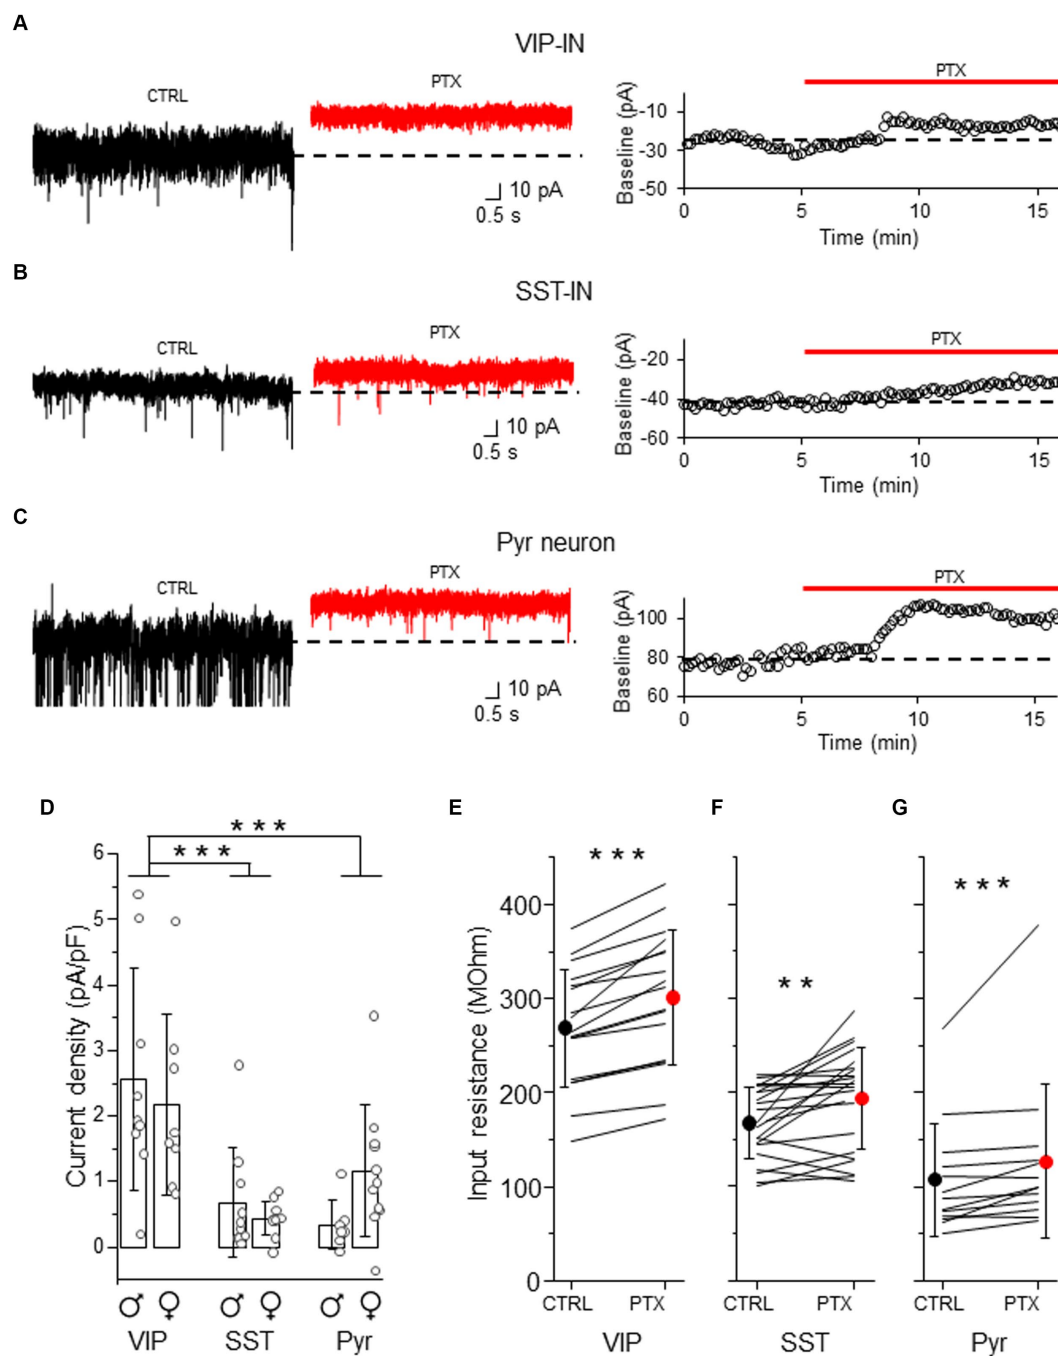 A
VIP-IN
CTRL
PTX
10 pA
0.5 s
PTX
Baseline (pA)
-10
-30
-50
0
5
10
15
Time (min)
B
SST-IN
CTRL
PTX
10 pA
0.5 s
PTX
Baseline (pA)
-20
-40
-60
0
5
10
15
Time (min)
C
Pyr neuron
CTRL
PTX
10 pA
0.5 s
PTX
Baseline (pA)
100
80
60
0
5
10
15
Time (min)
D
* * *
* * *
Current density (pA/pF)
6
5
4
3
2
1
0
♂ ♀ ♂ ♀ ♂ ♀
VIP SST Pyr
E
* * *
Input resistance (MOhm)
400
300
200
100
0
CTRL PTX
VIP
F
* *
CTRL PTX
SST
G
* * *
CTRL PTX
Pyr